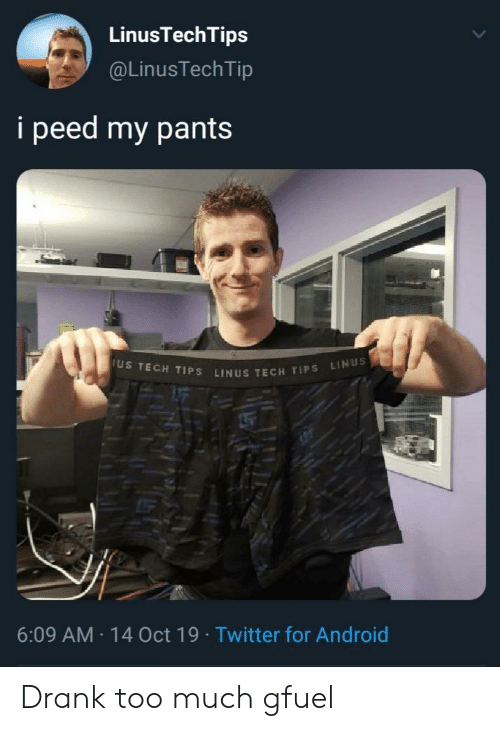 LinusTechTips
@LinusTechTip
i peed my pants
US TECH TIPS LINUS TECH TIPS LINUS
6:09 AM · 14 Oct 19 · Twitter for Android
Drank too much gfuel